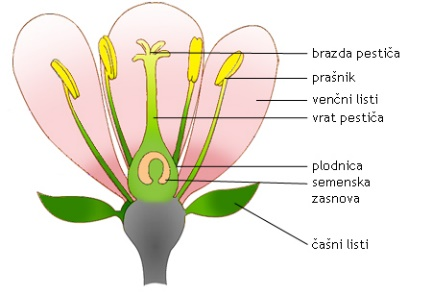 brazda pestiča
prašnik
venčni listi
vrat pestiča
plodnica
semenska
zasnova
čašni listi